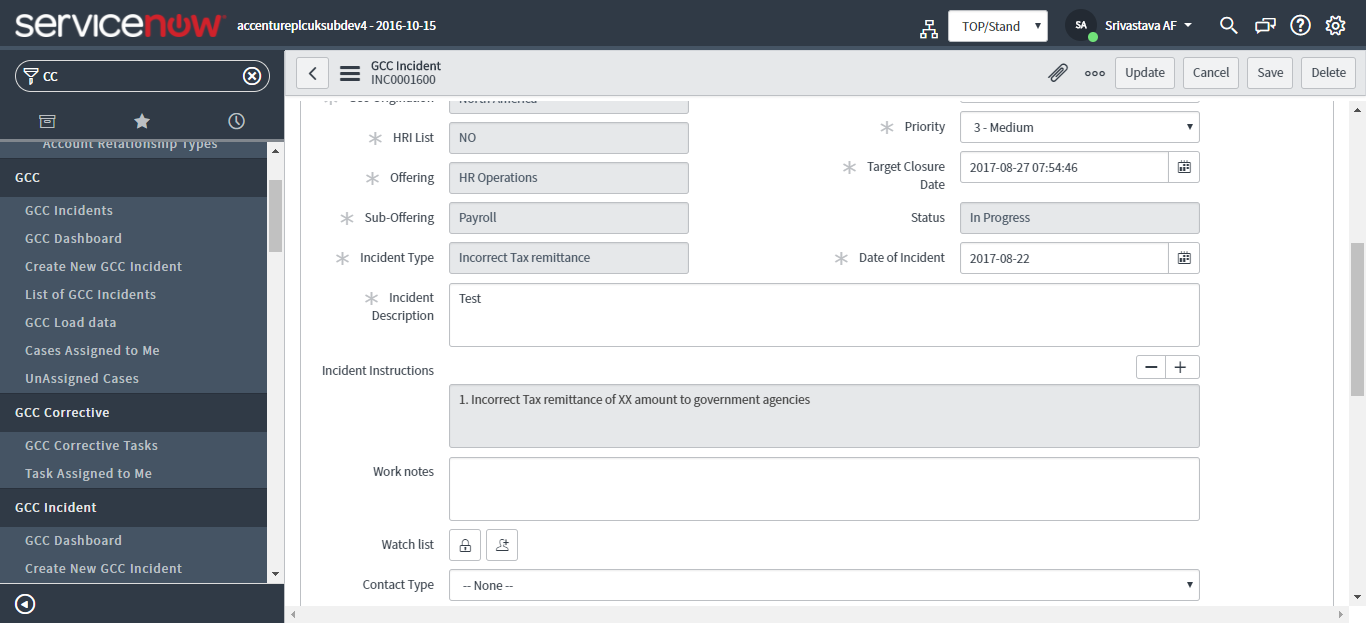 servicenow accentureplcuksubdev4 - 2016-10-15 TOP/Stand SA Srivastava AF
CC
Account Relationship Types
GCC
GCC Incidents
GCC Dashboard
Create New GCC Incident
List of GCC Incidents
GCC Load data
Cases Assigned to Me
UnAssigned Cases
GCC Corrective
GCC Corrective Tasks
Task Assigned to Me
GCC Incident
GCC Dashboard
Create New GCC Incident
GCC Incident
INC0001600
Update Cancel Save Delete
North America
HRI List NO
Priority 3 - Medium
Offering HR Operations
Target Closure Date 2017-08-27 07:54:46
Sub-Offering Payroll
Status In Progress
Incident Type Incorrect Tax remittance
Date of Incident 2017-08-22
Incident Description Test
Incident Instructions
1. Incorrect Tax remittance of XX amount to government agencies
Work notes
Watch list
Contact Type -- None --